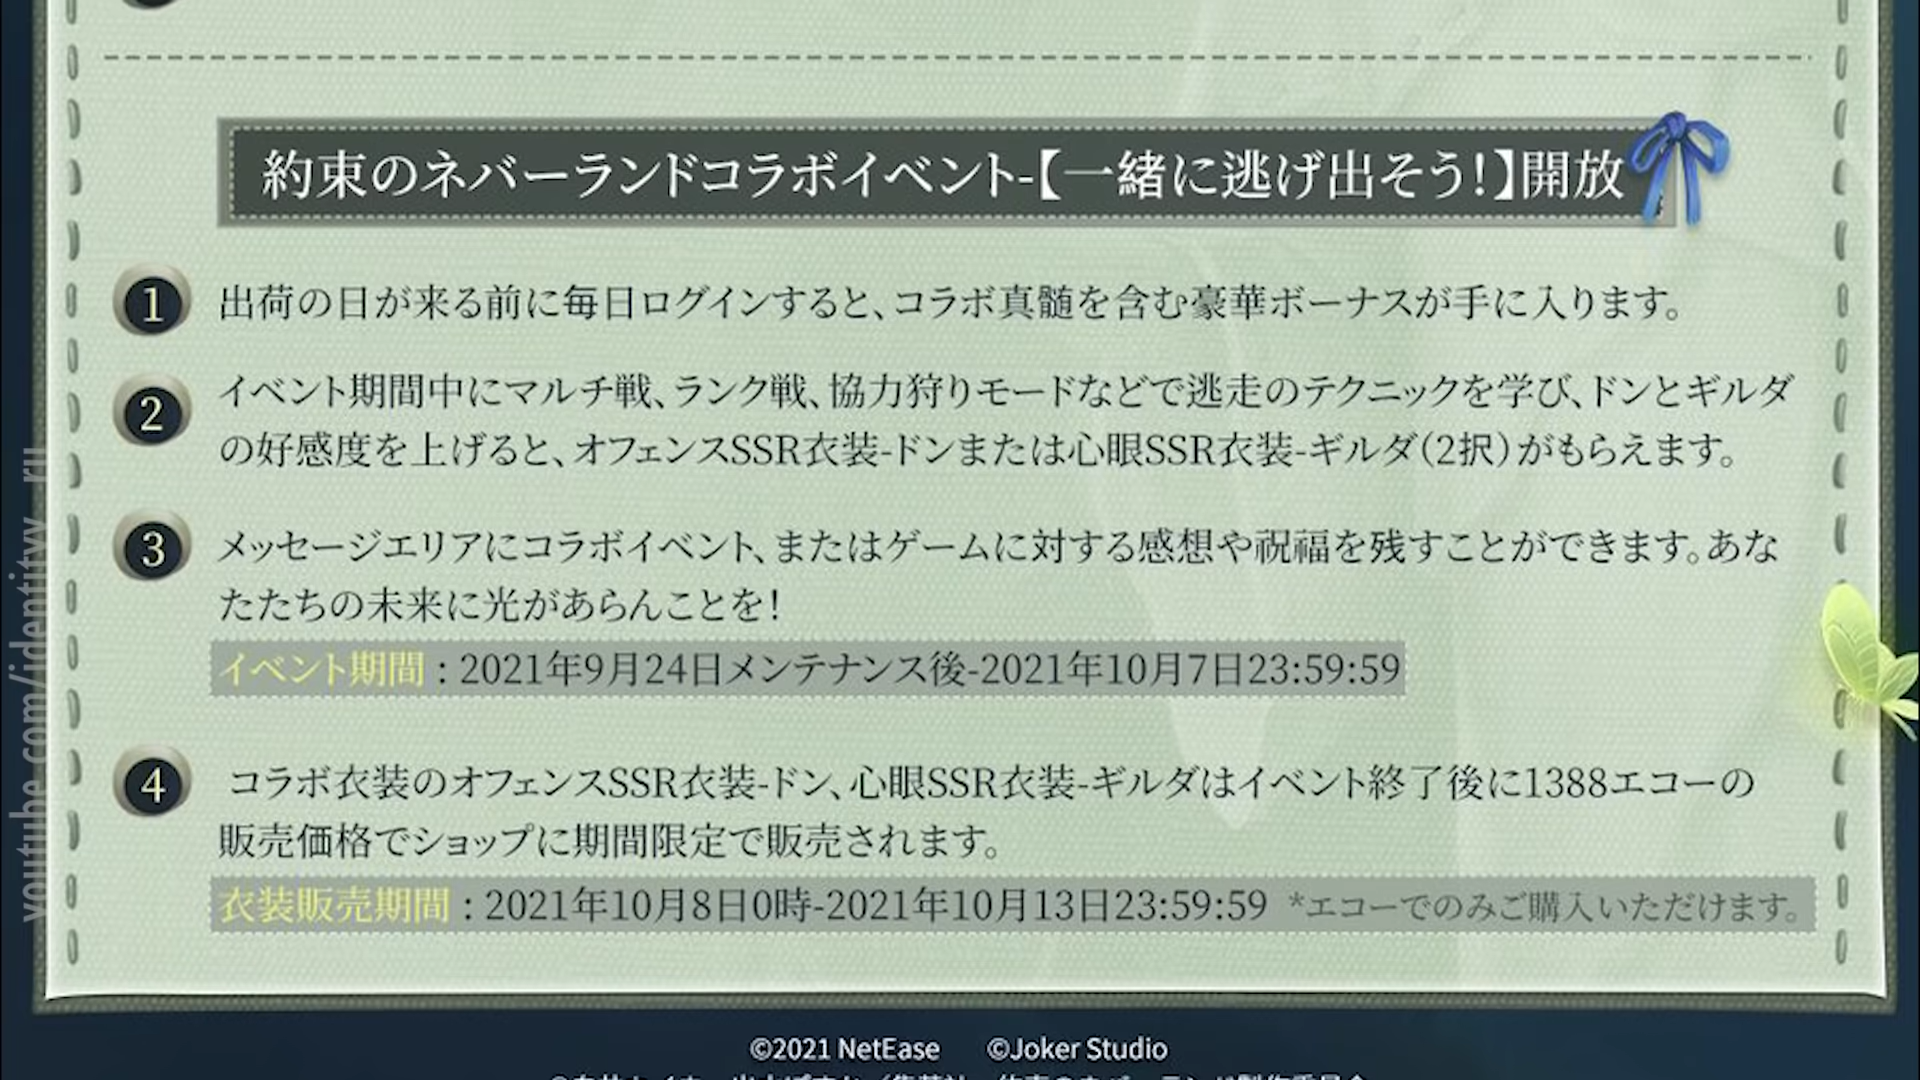 約束のネバーランドコラボイベント-【一緒に逃げ出そう!】開放
1 出荷の日が来る前に毎日ログインすると、コラボ真髄を含む豪華ボーナスが手に入ります。
2 イベント期間中にマルチ戦、ランク戦、協力狩りモードなどで逃走のテクニックを学び、ドンとギルダ
の好感度を上げると、オフェンスSSR衣装-ドンまたは心眼SSR衣装-ギルダ(2択)がもらえます。
3 メッセージエリアにコラボイベント、またはゲームに対する感想や祝福を残すことができます。あな
たたちの未来に光があらんことを!
イベント期間 : 2021年9月24日メンテナンス後-2021年10月7日23:59:59
4 コラボ衣装のオフェンスSSR衣装-ドン、心眼SSR衣装-ギルダはイベント終了後に1388エコーの
販売価格でショップに期間限定で販売されます。
衣装販売期間 : 2021年10月8日0時-2021年10月13日23:59:59 *エコーでのみご購入いただけます。
©2021 NetEase ©Joker Studio
youtube.com/identityv_ru